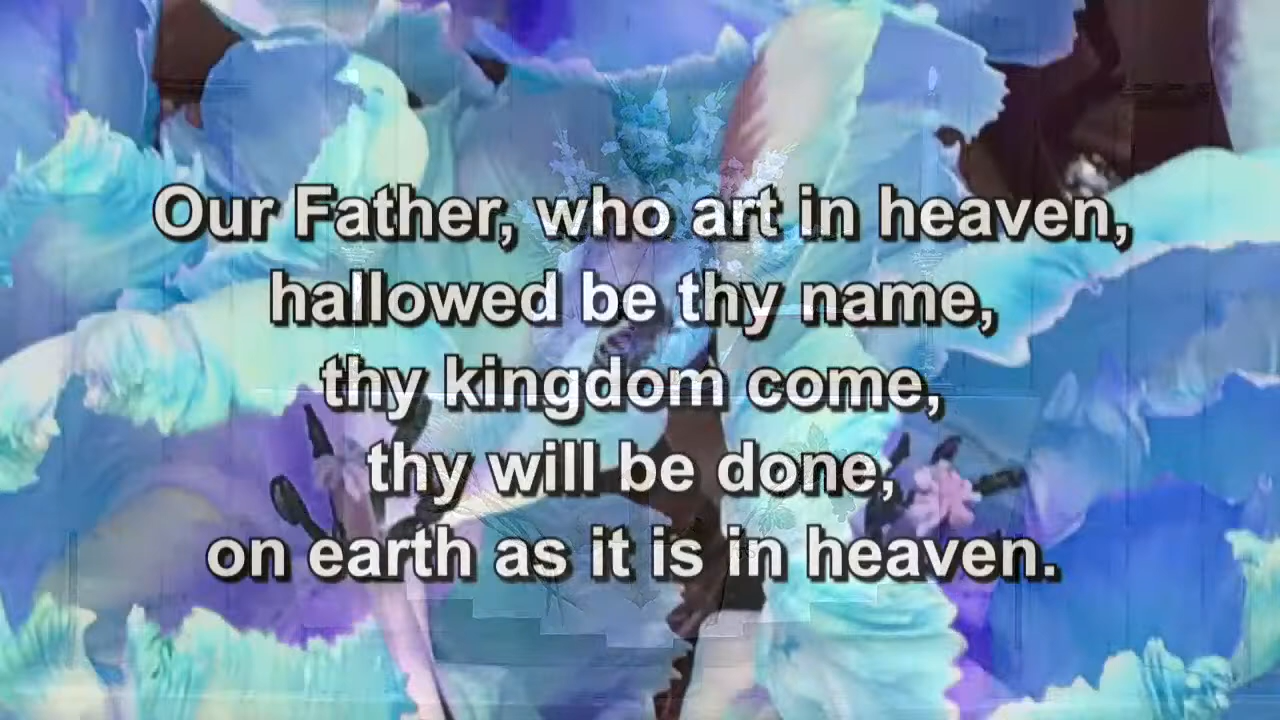 Our Father, who art in heaven,
hallowed be thy name,
thy kingdom come,
thy will be done;
on earth as it is in heaven.